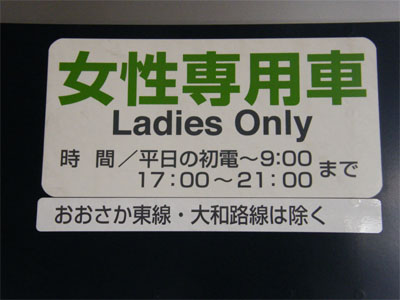 女性専用車
Ladies Only
時 間／平日の初電～9:00
17:00～21:00 まで
おおさか東線・大和路線は除く